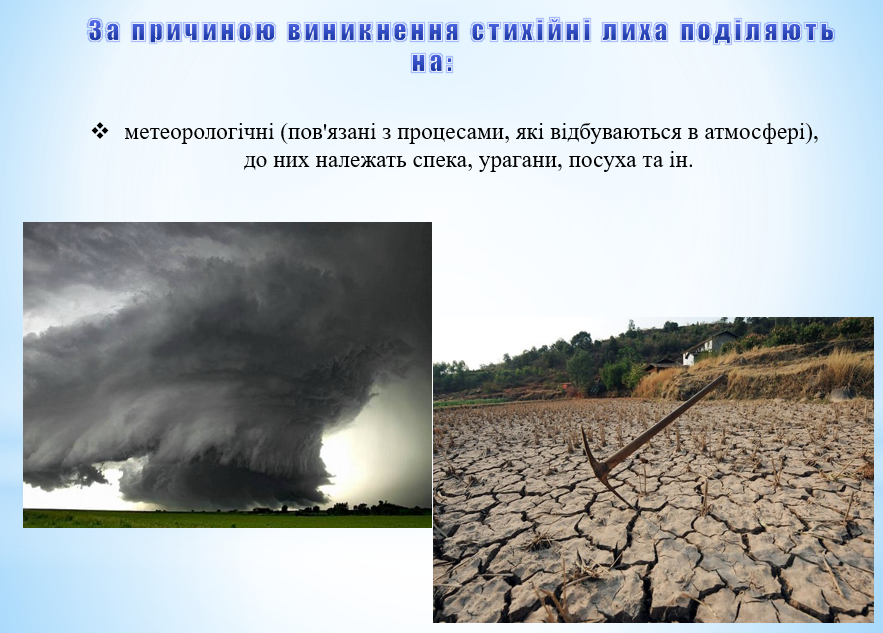 За причиною виникнення стихійні лиха поділяють
на:
❖ метеорологічні (пов'язані з процесами, які відбуваються в атмосфері),
до них належать спека, урагани, посуха та ін.